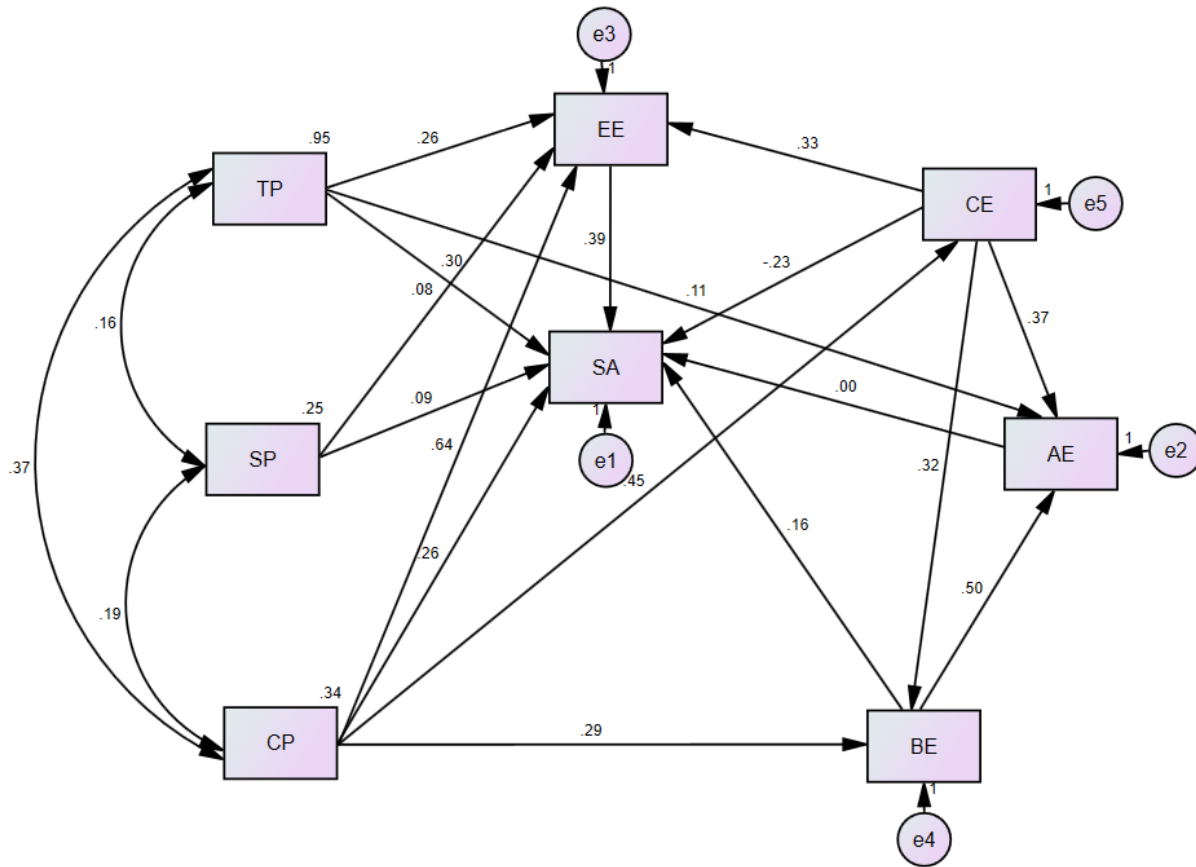 e3
1
EE
.95
.26
.33
TP
CE
1
e5
.39
.30
-.23
.08
.11
.16
.37
SA
.00
.25
.09
1
SP
.64
e1
AE
1
e2
.37
.45
.32
.16
.26
.50
.19
.34
CP
.29
BE
1
e4